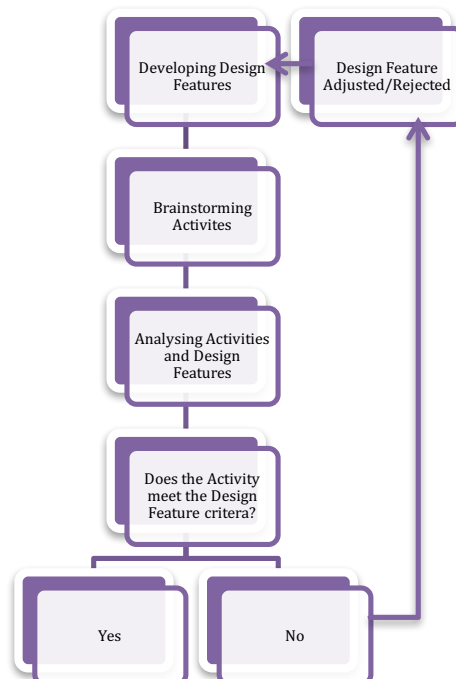 Developing Design
Features
Design Feature
Adjusted/Rejected
Brainstorming
Activites
Analysing Activities
and Design
Features
Does the Activity
meet the Design
Feature critera?
Yes
No